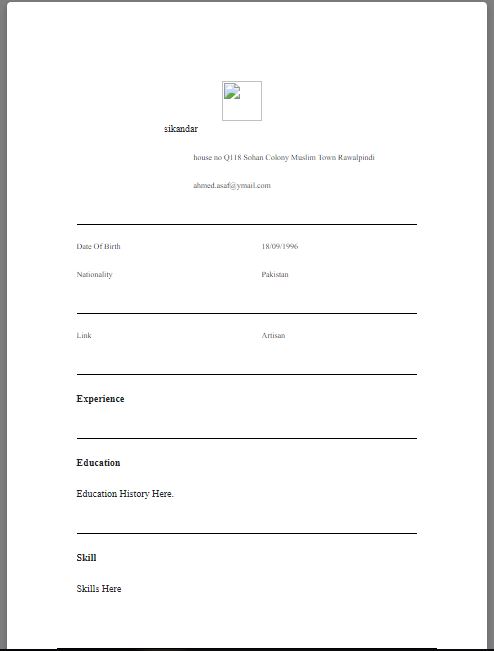 sikandar
house no Q118 Sohan Colony Muslim Town Rawalpindi
ahmed.asaf@ymail.com
Date Of Birth 18/09/1996
Nationality Pakistan
Link Artisan
Experience
Education
Education History Here.
Skill
Skills Here